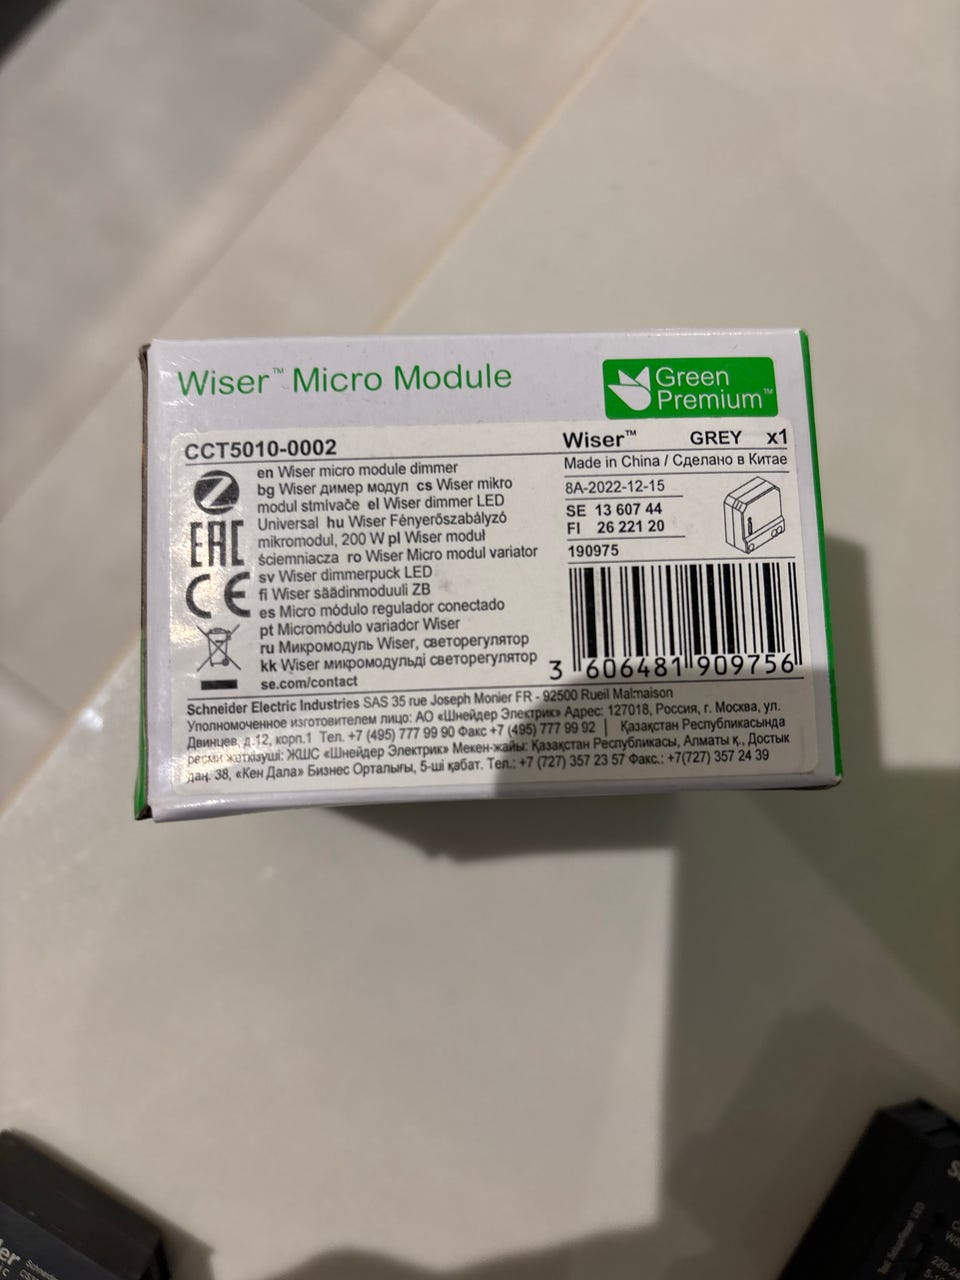 Wiser™ Micro Module
Green
Premium™
CCT5010-0002
Wiser™ GREY x1
Made in China / Сделано в Китае
en Wiser micro module dimmer
bg Wiser димер модул cs Wiser mikro
modul stmívače el Wiser dimmer LED
Universal hu Wiser Fényerőszabályzó
mikromodul, 200 W pl Wiser moduł
ściemniacza ro Wiser Micro modul variator
sv Wiser dimmerpuck LED
fi Wiser säädinmoduuli ZB
es Micro módulo regulador conectado
pt Micromódulo variador Wiser
ru Микромодуль Wiser, светорегулятор
kk Wiser микромодульді светорегулятор
se.com/contact
EAC
CE
8A-2022-12-15
SE 13 607 44
FI 26 221 20
190975
3 606481 909756
Schneider Electric Industries SAS 35 rue Joseph Monier FR - 92500 Rueil Malmaison
Уполномоченное изготовителем лицо: АО «Шнейдер Электрик» Адрес: 127018, Россия, г. Москва, ул.
Двинцев, д.12, корп.1 Тел. +7 (495) 777 99 90 Факс +7 (495) 777 99 92 | Қазақстан Республикасында
ресми жеткізуші: ЖШС «Шнейдер Электрик» Мекен-жайы: Қазақстан Республикасы, Алматы қ., Достык
даң. 38, «Кен Дала» Бизнес Орталығы, 5-ші қабат. Тел.: +7 (727) 357 23 57 Факс.: +7(727) 357 24 39